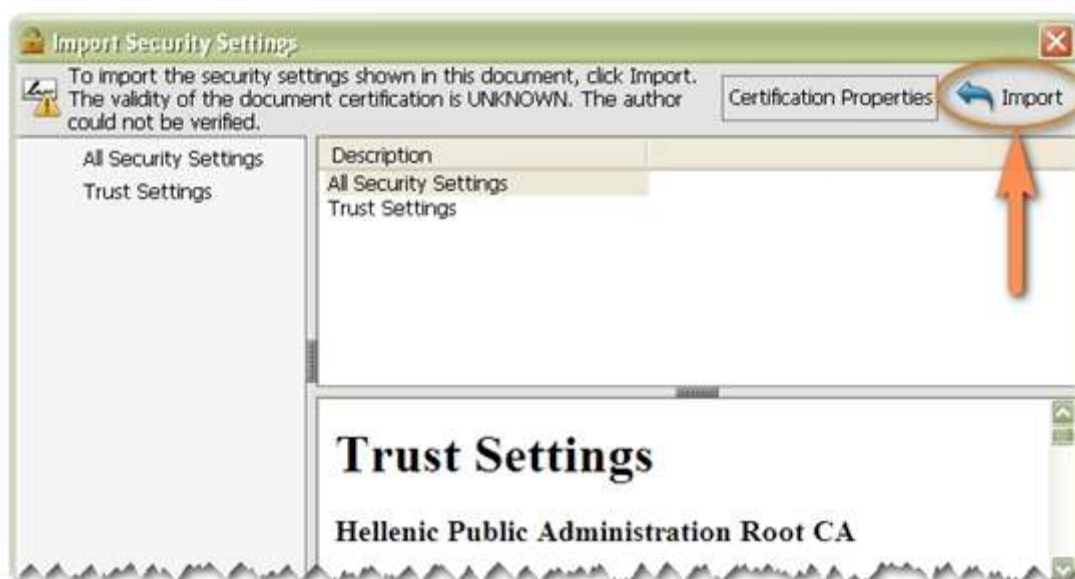 Import Security Settings
To import the security settings shown in this document, click Import.
The validity of the document certification is UNKNOWN. The author
could not be verified.
Certification Properties
Import
All Security Settings
Trust Settings
Description
All Security Settings
Trust Settings
Trust Settings
Hellenic Public Administration Root CA